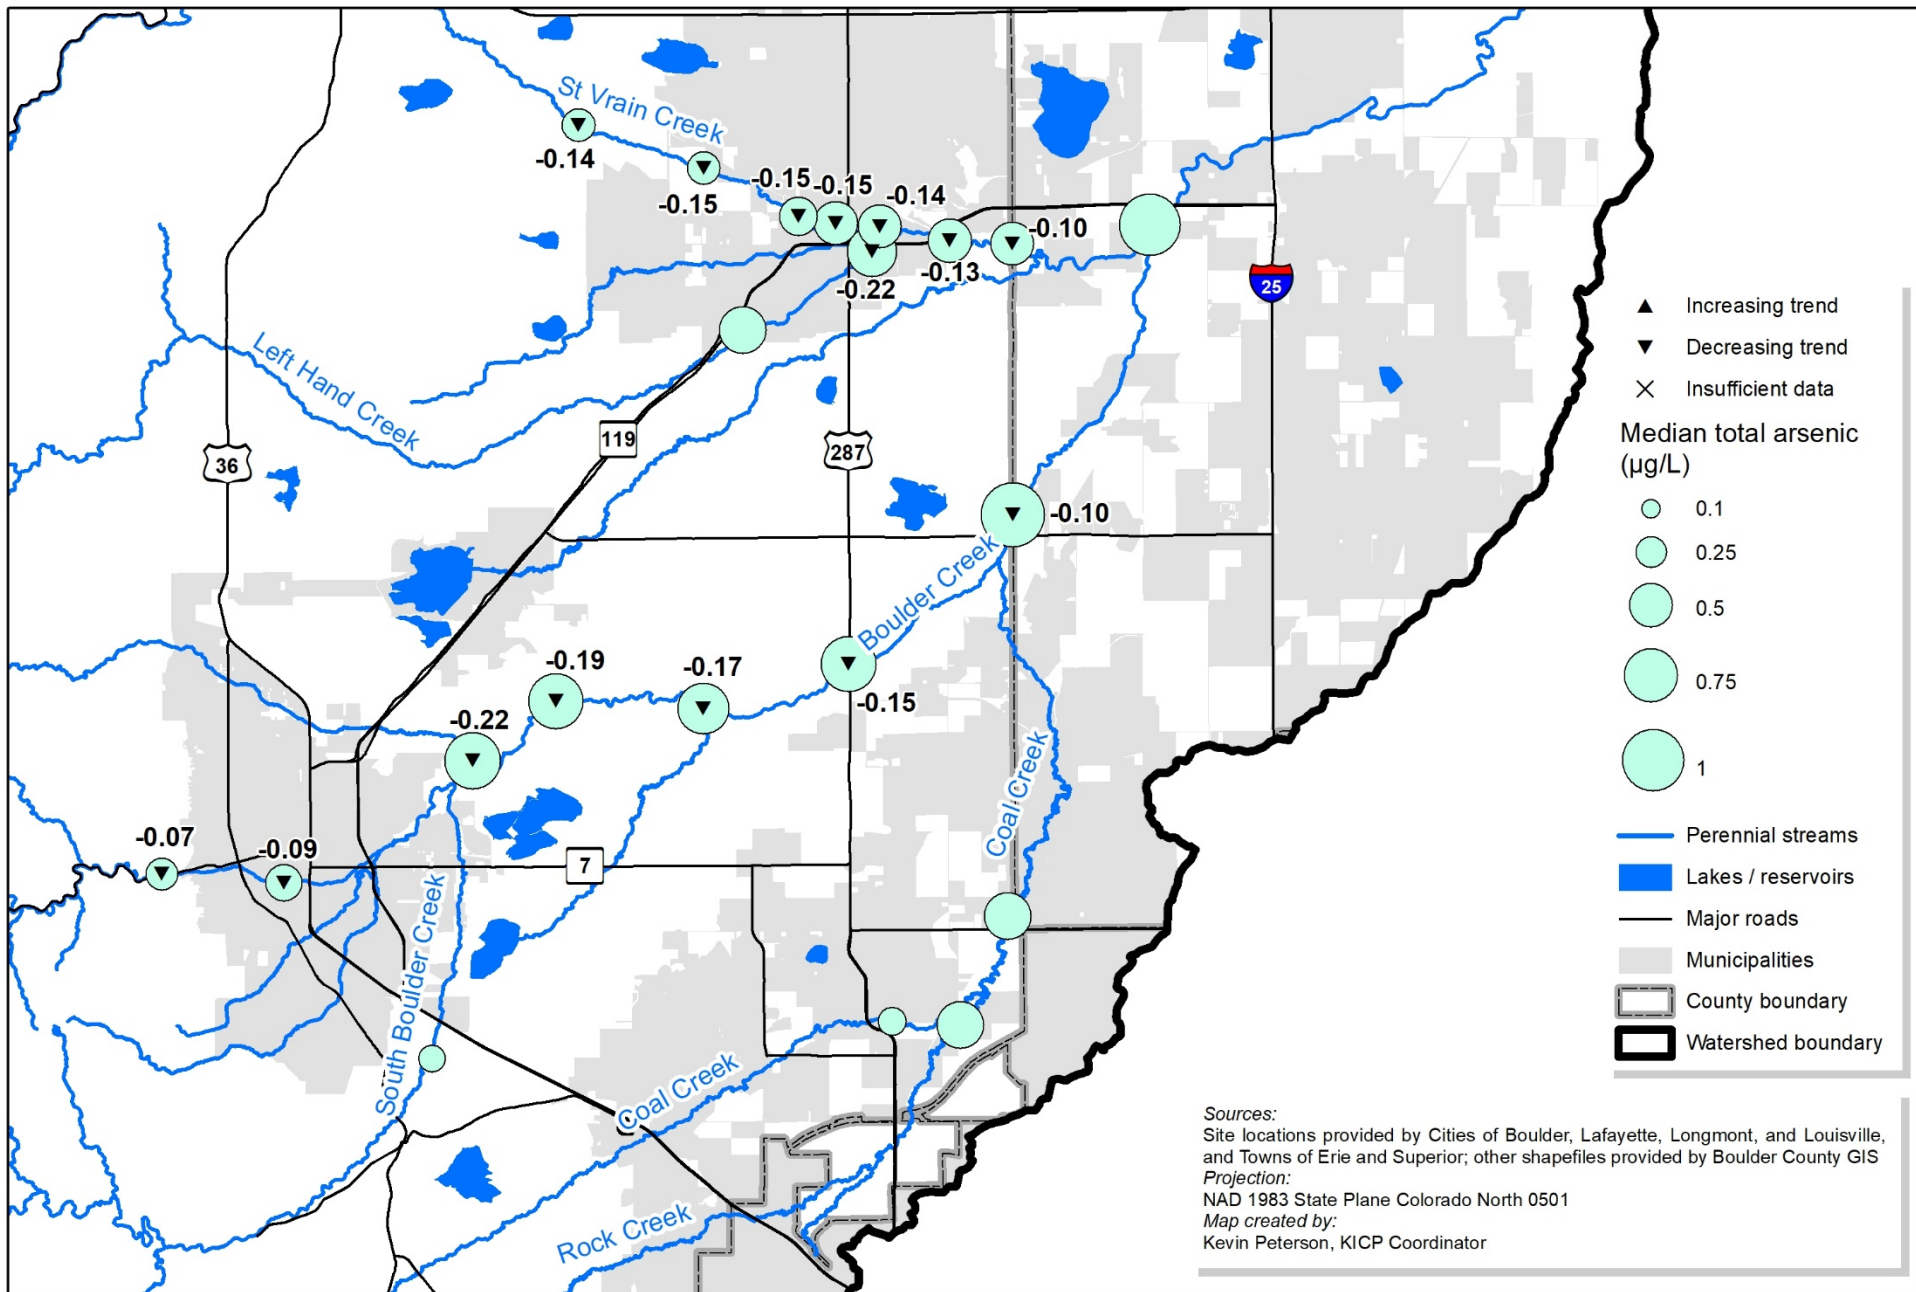 St Vrain Creek
-0.14
-0.15
-0.15
-0.15
-0.14
-0.10
-0.13
-0.22
25
Left Hand Creek
119
287
36
-0.10
Boulder Creek
-0.19
-0.17
-0.15
-0.22
Coal Creek
-0.07
-0.09
7
South Boulder Creek
Coal Creek
Rock Creek
Increasing trend
Decreasing trend
Insufficient data
Median total arsenic
(µg/L)
0.1
0.25
0.5
0.75
1
Perennial streams
Lakes / reservoirs
Major roads
Municipalities
County boundary
Watershed boundary
Sources:
Site locations provided by Cities of Boulder, Lafayette, Longmont, and Louisville,
and Towns of Erie and Superior; other shapefiles provided by Boulder County GIS
Projection:
NAD 1983 State Plane Colorado North 0501
Map created by:
Kevin Peterson, KICP Coordinator